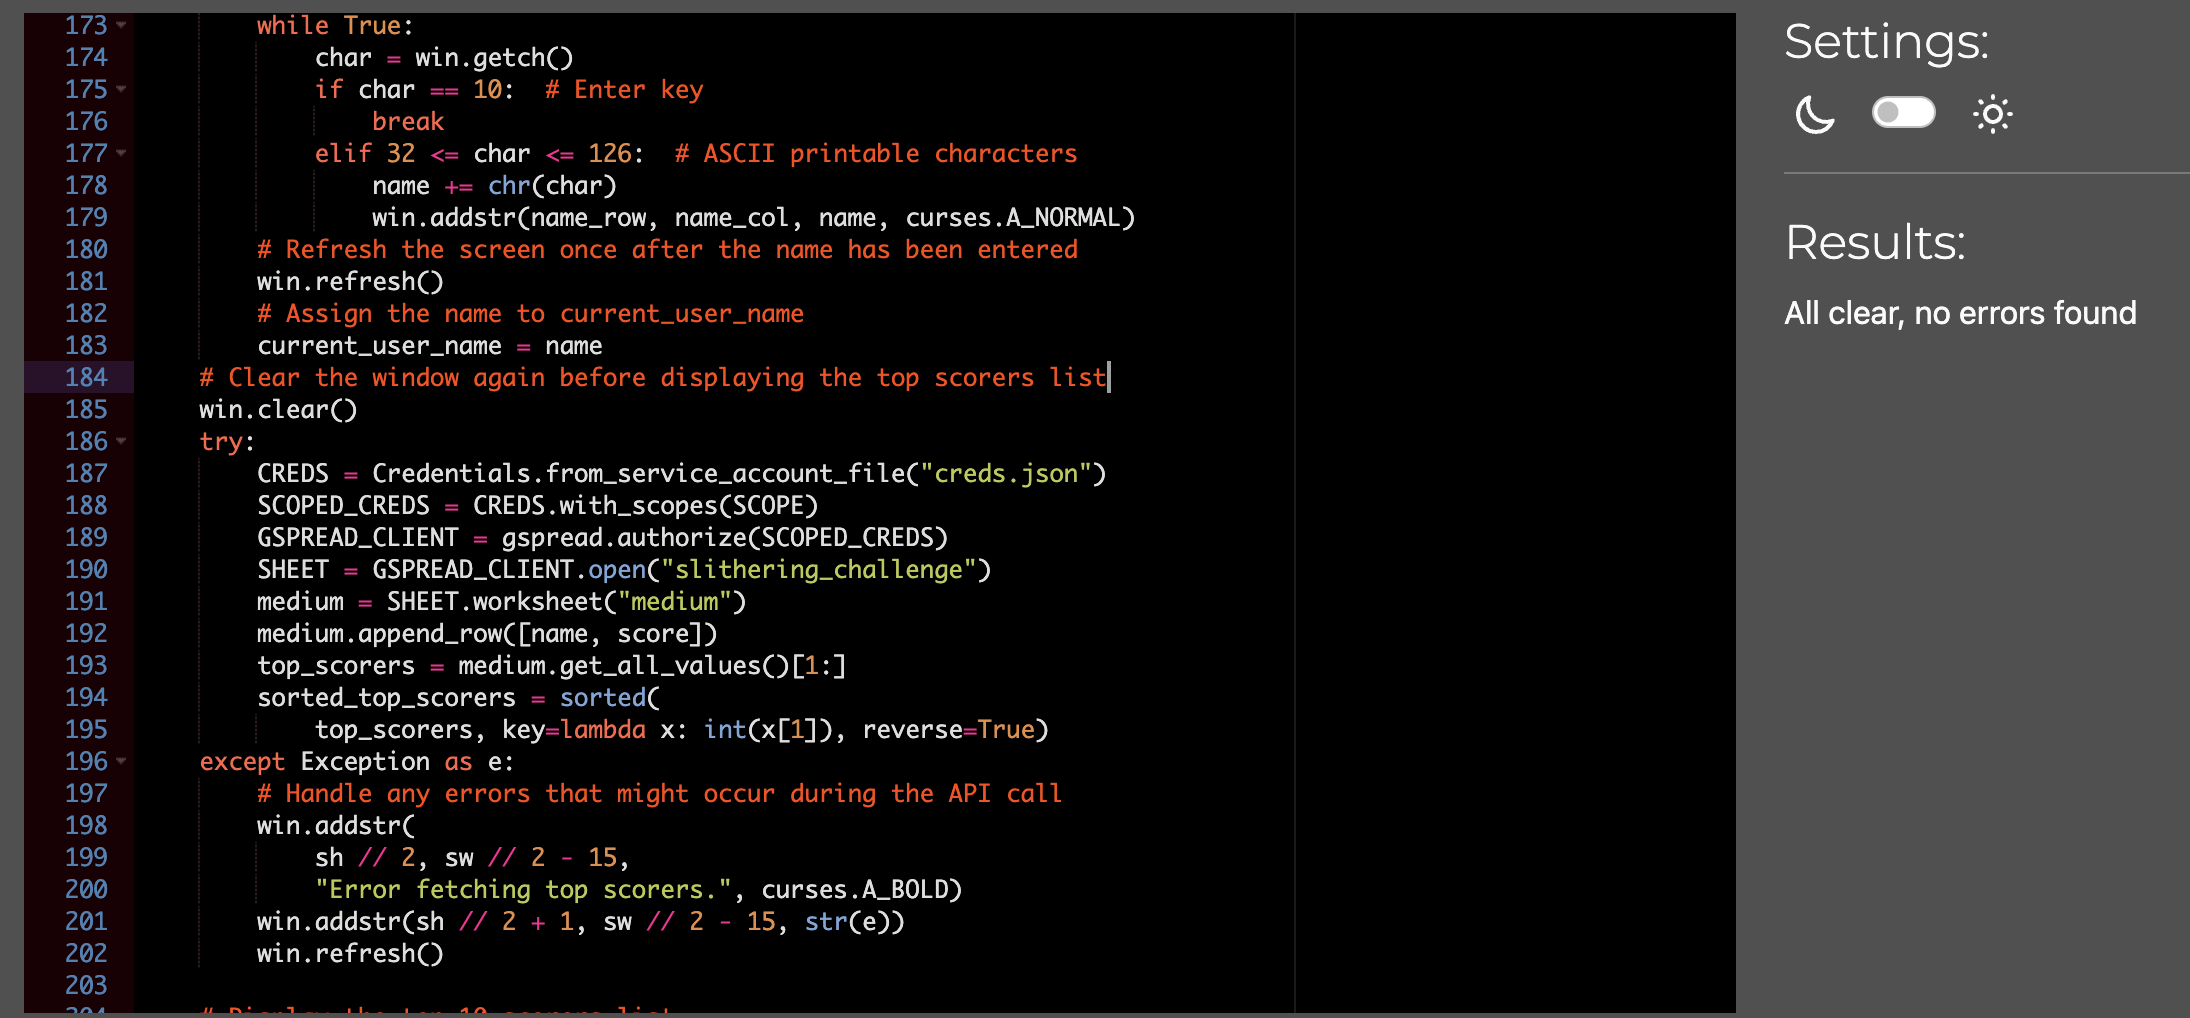 173 while True:
174 char = win.getch()
175 if char == 10:  # Enter key
176 break
177 elif 32 <= char <= 126:  # ASCII printable characters
178 name += chr(char)
179 win.addstr(name_row, name_col, name, curses.A_NORMAL)
180 # Refresh the screen once after the name has been entered
181 win.refresh()
182 # Assign the name to current_user_name
183 current_user_name = name
184 # Clear the window again before displaying the top scorers list
185 win.clear()
186 try:
187 CREDS = Credentials.from_service_account_file("creds.json")
188 SCOPED_CREDS = CREDS.with_scopes(SCOPE)
189 GSPREAD_CLIENT = gspread.authorize(SCOPED_CREDS)
190 SHEET = GSPREAD_CLIENT.open("slithering_challenge")
191 medium = SHEET.worksheet("medium")
192 medium.append_row([name, score])
193 top_scorers = medium.get_all_values()[1:]
194 sorted_top_scorers = sorted(
195 top_scorers, key=lambda x: int(x[1]), reverse=True)
196 except Exception as e:
197 # Handle any errors that might occur during the API call
198 win.addstr(
199 sh // 2, sw // 2 - 15,
200 "Error fetching top scorers.", curses.A_BOLD)
201 win.addstr(sh // 2 + 1, sw // 2 - 15, str(e))
202 win.refresh()
203
204 # Display the top 10 scorers list
Settings:
Results:
All clear, no errors found